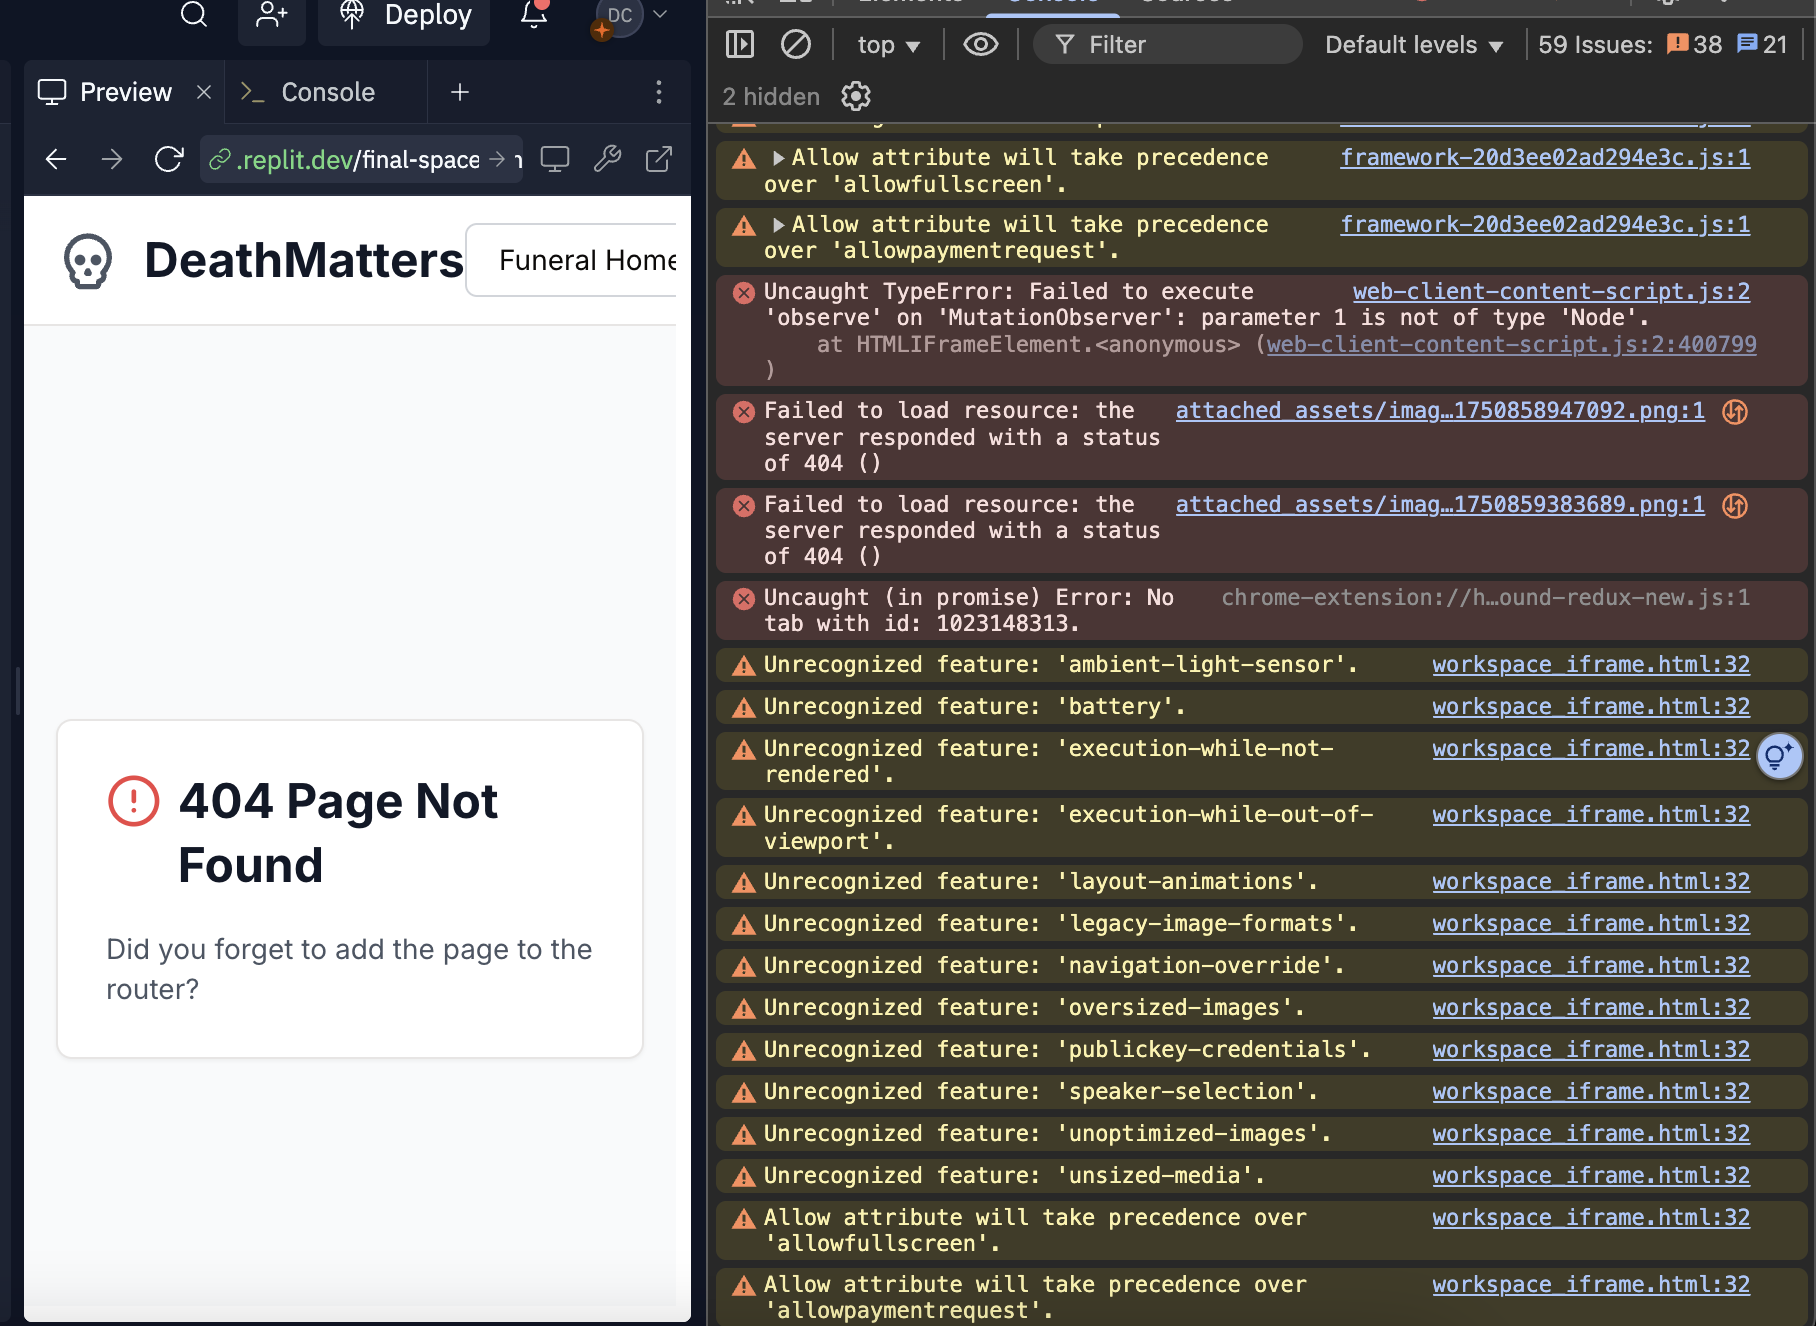 Deploy
DC
Preview
Console
.replit.dev/final-space
DeathMatters
Funeral Home
404 Page Not
Found
Did you forget to add the page to the
router?
top
Filter
Default levels
59 Issues:
38
21
2 hidden
Allow attribute will take precedence
over 'allowfullscreen'.
framework-20d3ee02ad294e3c.js:1
Allow attribute will take precedence
over 'allowpaymentrequest'.
framework-20d3ee02ad294e3c.js:1
Uncaught TypeError: Failed to execute
web-client-content-script.js:2
'observe' on 'MutationObserver': parameter 1 is not of type 'Node'.
at HTMLIFrameElement.<anonymous> (web-client-content-script.js:2:400799
)
Failed to load resource: the
server responded with a status
of 404 ()
attached_assets/imag…1750858947092.png:1
Failed to load resource: the
server responded with a status
of 404 ()
attached_assets/imag…1750859383689.png:1
Uncaught (in promise) Error: No
tab with id: 1023148313.
chrome-extension://h…ound-redux-new.js:1
Unrecognized feature: 'ambient-light-sensor'.
workspace_iframe.html:32
Unrecognized feature: 'battery'.
workspace_iframe.html:32
Unrecognized feature: 'execution-while-not-
rendered'.
workspace_iframe.html:32
Unrecognized feature: 'execution-while-out-of-
viewport'.
workspace_iframe.html:32
Unrecognized feature: 'layout-animations'.
workspace_iframe.html:32
Unrecognized feature: 'legacy-image-formats'.
workspace_iframe.html:32
Unrecognized feature: 'navigation-override'.
workspace_iframe.html:32
Unrecognized feature: 'oversized-images'.
workspace_iframe.html:32
Unrecognized feature: 'publickey-credentials'.
workspace_iframe.html:32
Unrecognized feature: 'speaker-selection'.
workspace_iframe.html:32
Unrecognized feature: 'unoptimized-images'.
workspace_iframe.html:32
Unrecognized feature: 'unsized-media'.
workspace_iframe.html:32
Allow attribute will take precedence over
'allowfullscreen'.
workspace_iframe.html:32
Allow attribute will take precedence over
'allowpaymentrequest'.
workspace_iframe.html:32